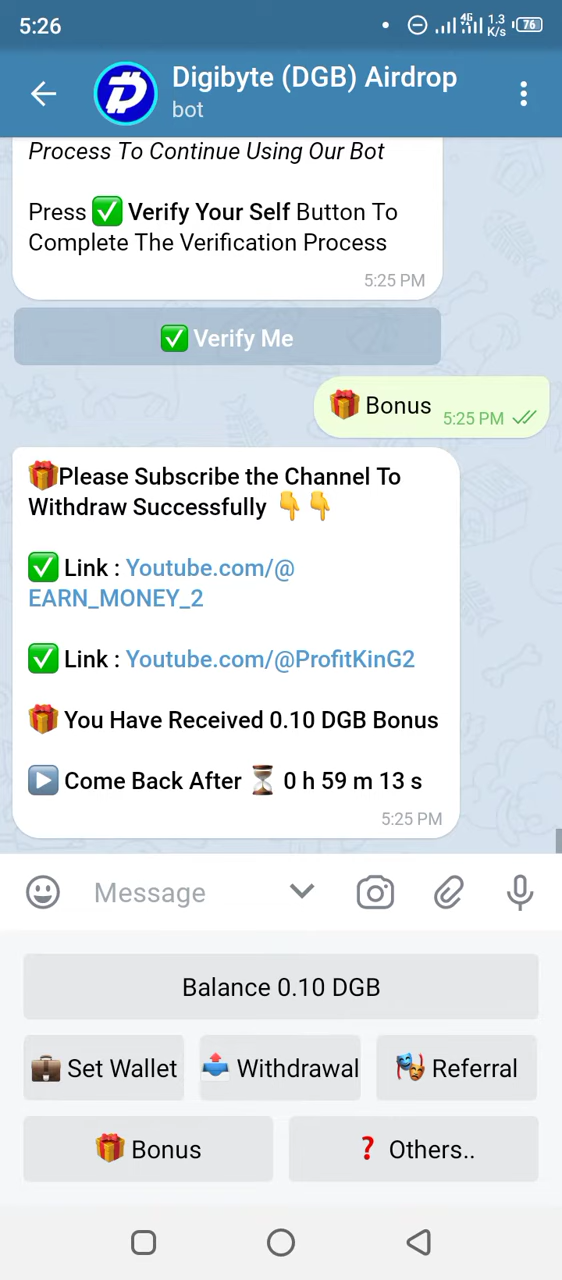 5:26
4G 1.3 K/s 76
Digibyte (DGB) Airdrop
bot
Process To Continue Using Our Bot
Press ✅ Verify Your Self Button To
Complete The Verification Process
5:25 PM
✅ Verify Me
🎁 Bonus 5:25 PM
🎁Please Subscribe the Channel To
Withdraw Successfully 👇👇
✅ Link : Youtube.com/@
EARN_MONEY_2
✅ Link : Youtube.com/@ProfitKinG2
🎁 You Have Received 0.10 DGB Bonus
▶️ Come Back After ⏳ 0 h 59 m 13 s
5:25 PM
Message
Balance 0.10 DGB
💼 Set Wallet 📤 Withdrawal 🎭 Referral
🎁 Bonus ❓ Others..